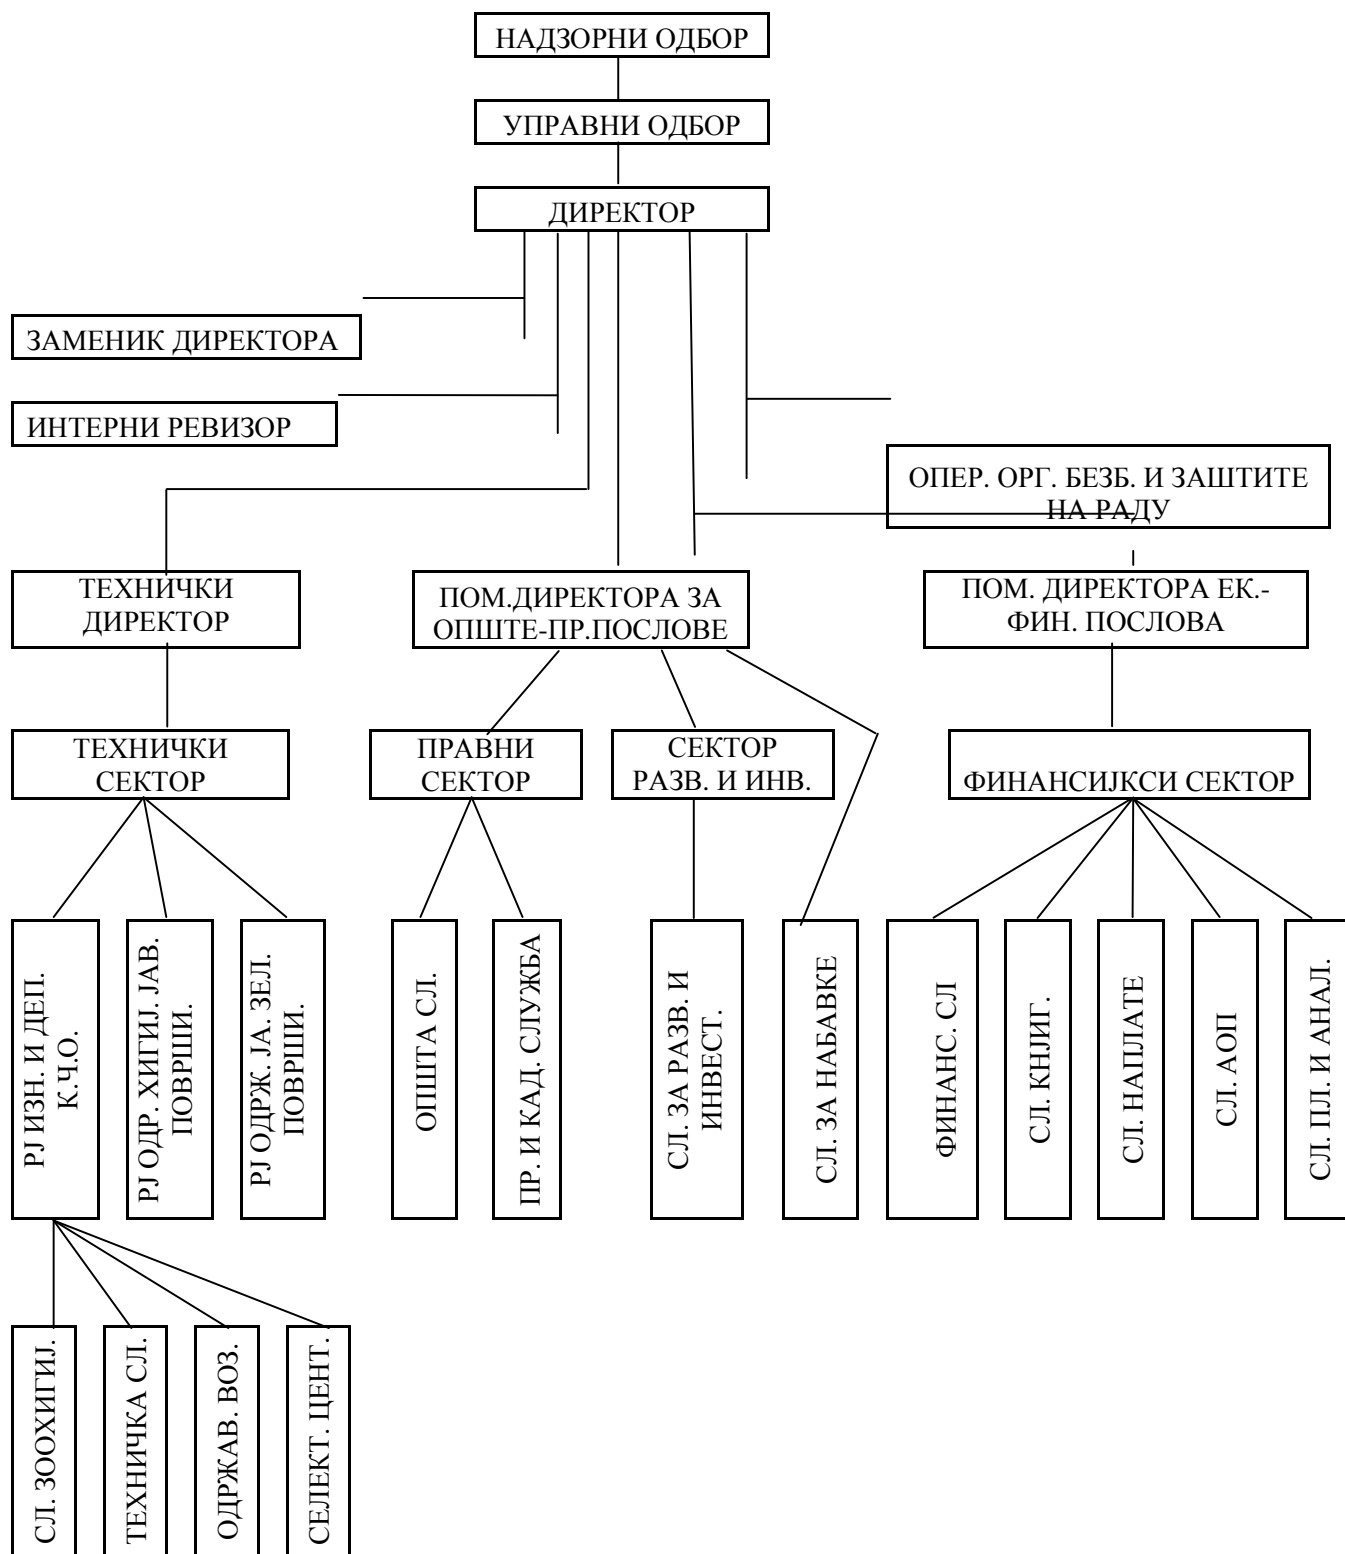 НАДЗОРНИ ОДБОР
УПРАВНИ ОДБОР
ДИРЕКТОР
ЗАМЕНИК ДИРЕКТОРА
ИНТЕРНИ РЕВИЗОР
ОПЕР. ОРГ. БЕЗБ. И ЗАШТИТЕ
НА РАДУ
ТЕХНИЧКИ
ДИРЕКТОР
ПОМ.ДИРЕКТОРА ЗА
ОПШТЕ-ПР.ПОСЛОВЕ
ПОМ. ДИРЕКТОРА ЕК.-
ФИН. ПОСЛОВА
ТЕХНИЧКИ
СЕКТОР
ПРАВНИ
СЕКТОР
СЕКТОР
РАЗВ. И ИНВ.
ФИНАНСИЈКСИ СЕКТОР
РЈ ИЗН. И ДЕП.
К.Ч.О.
РЈ ОДР. ХИГИЈ. ЈАВ.
ПОВРШИ.
РЈ ОДРЖ. ЈА. ЗЕЛ.
ПОВРШИ.
ОПШТА СЛ.
ПР. И КАД. СЛУЖБА
СЛ. ЗА РАЗВ. И
ИНВЕСТ.
СЛ. ЗА НАБАВКЕ
ФИНАНС. СЛ
СЛ. КНЈИГ.
СЛ. НАПЛАТЕ
СЛ. АОП
СЛ. ПЛ. И АНАЛ.
СЛ. ЗООХИГИЈ.
ТЕХНИЧКА СЛ.
ОДРЖАВ. ВОЗ.
СЕЛЕКТ. ЦЕНТ.